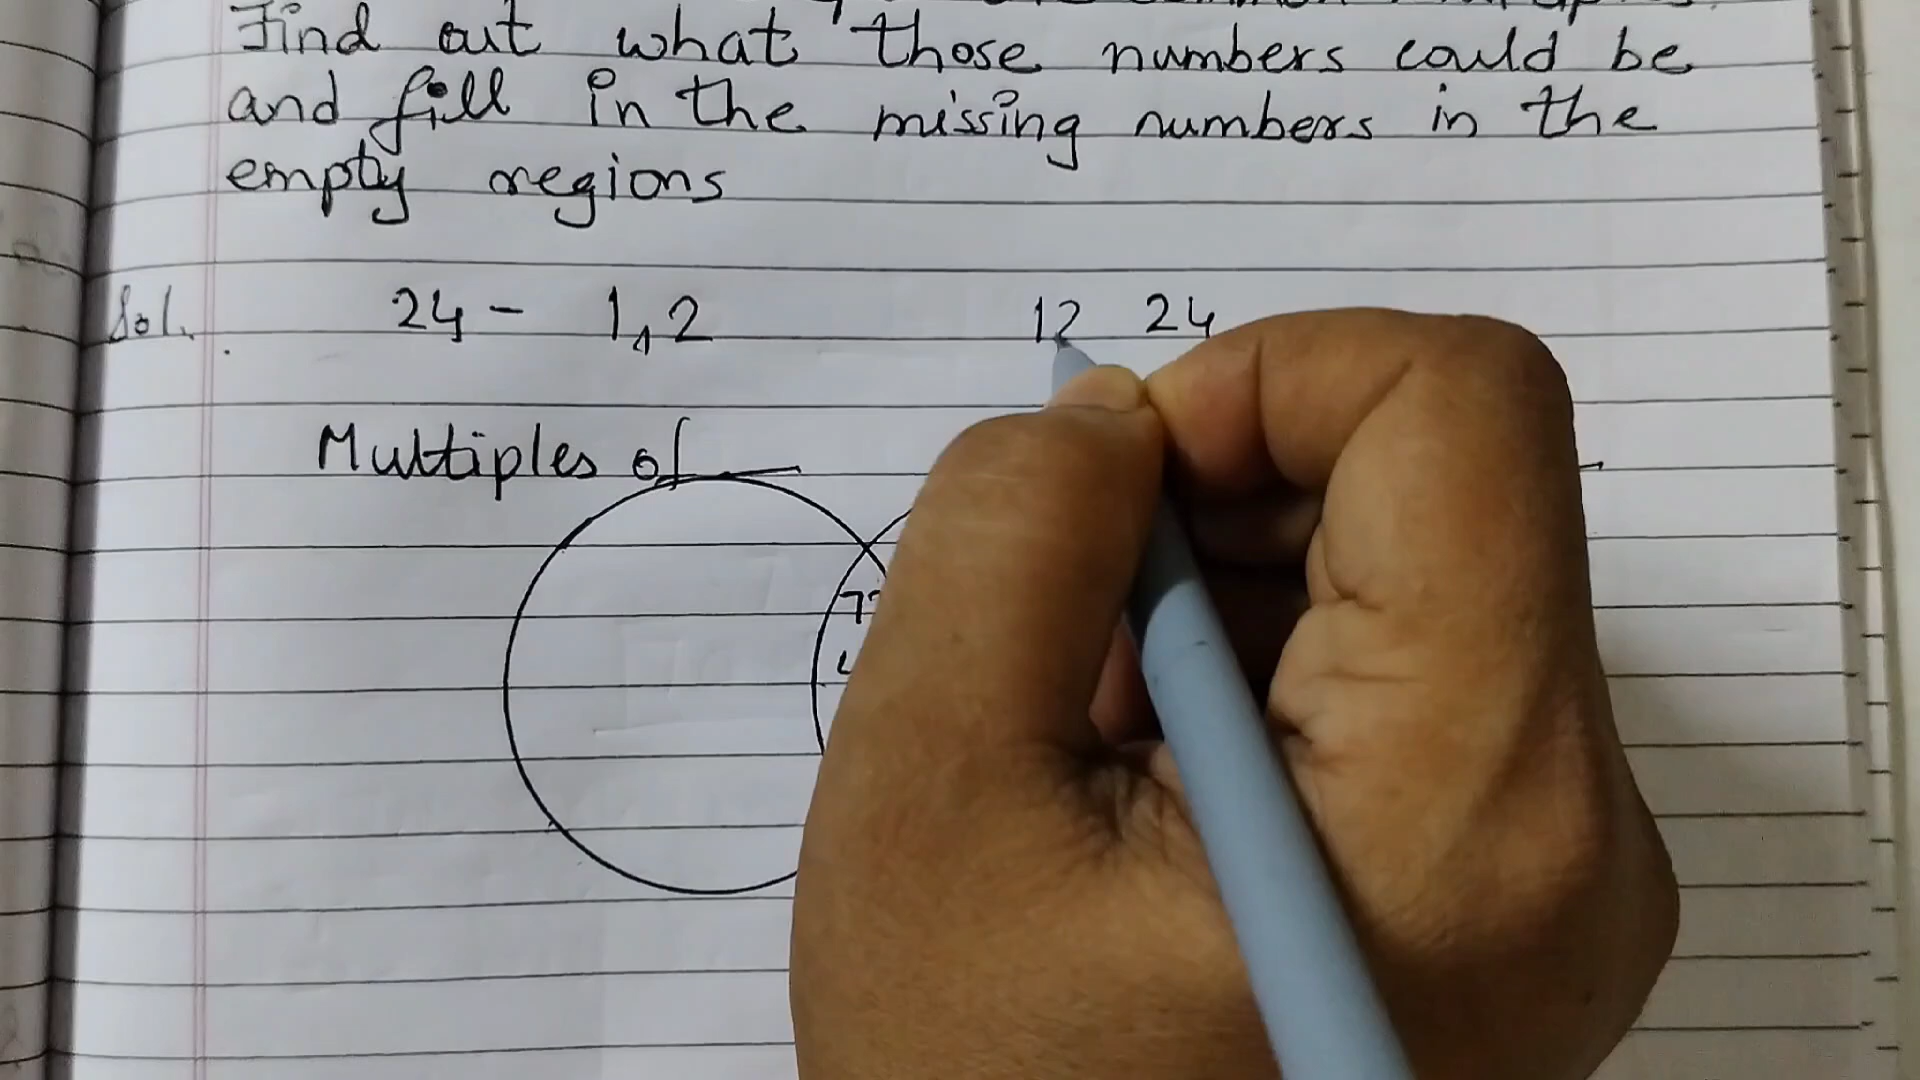 Find out what those numbers could be
and fill in the missing numbers in the
empty regions
Sol. 24 - 1, 2 12 24
Multiples of